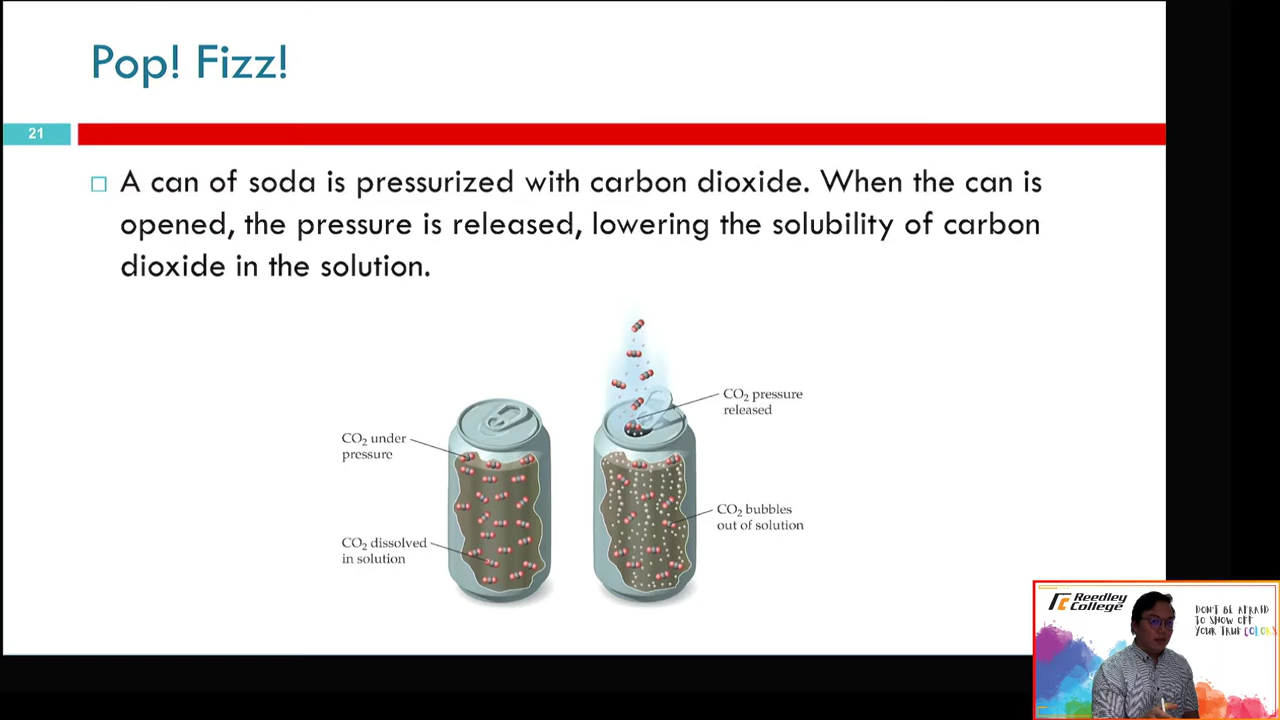 Pop! Fizz!
21
A can of soda is pressurized with carbon dioxide. When the can is
opened, the pressure is released, lowering the solubility of carbon
dioxide in the solution.
CO₂ pressure
released
CO₂ under
pressure
CO₂ bubbles
out of solution
CO₂ dissolved
in solution
Reedley
College
DON'T BE AFRAID
TO SHOW OFF
YOUR TRUE COLORS